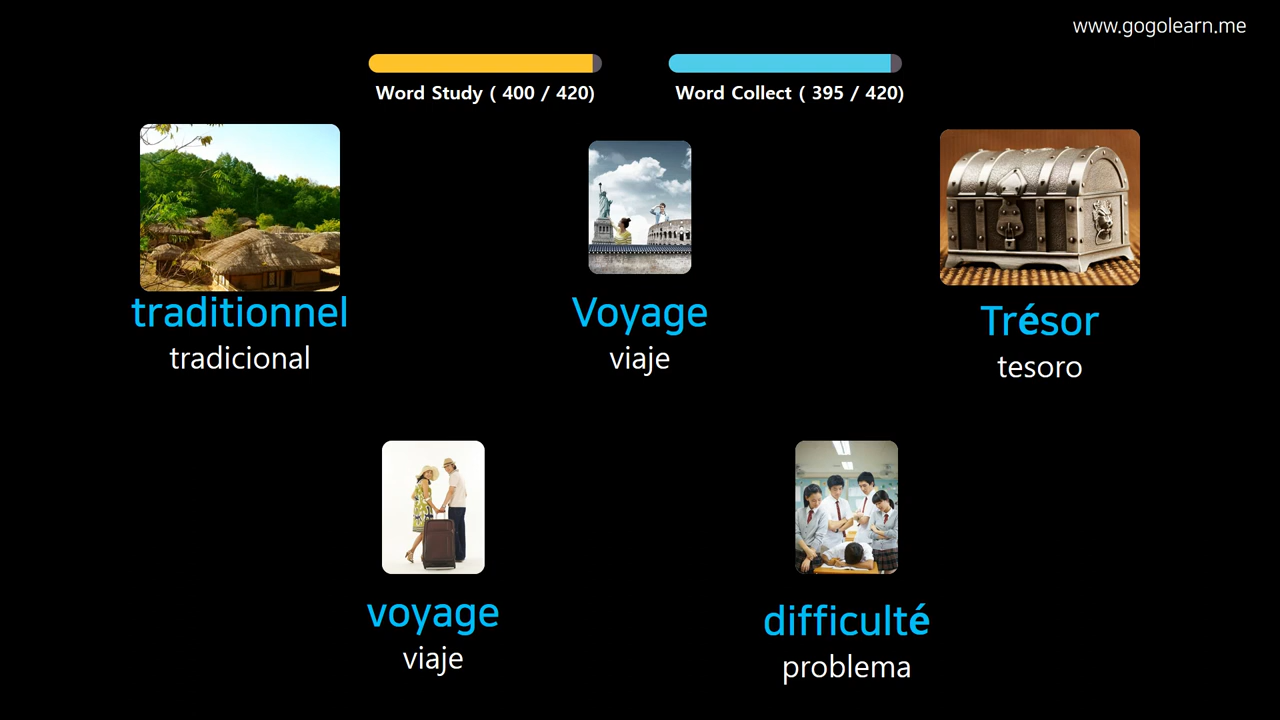 www.gogolearn.me
Word Study ( 400 / 420)
Word Collect ( 395 / 420)
traditionnel
tradicional
Voyage
viaje
Trésor
tesoro
voyage
viaje
difficulté
problema